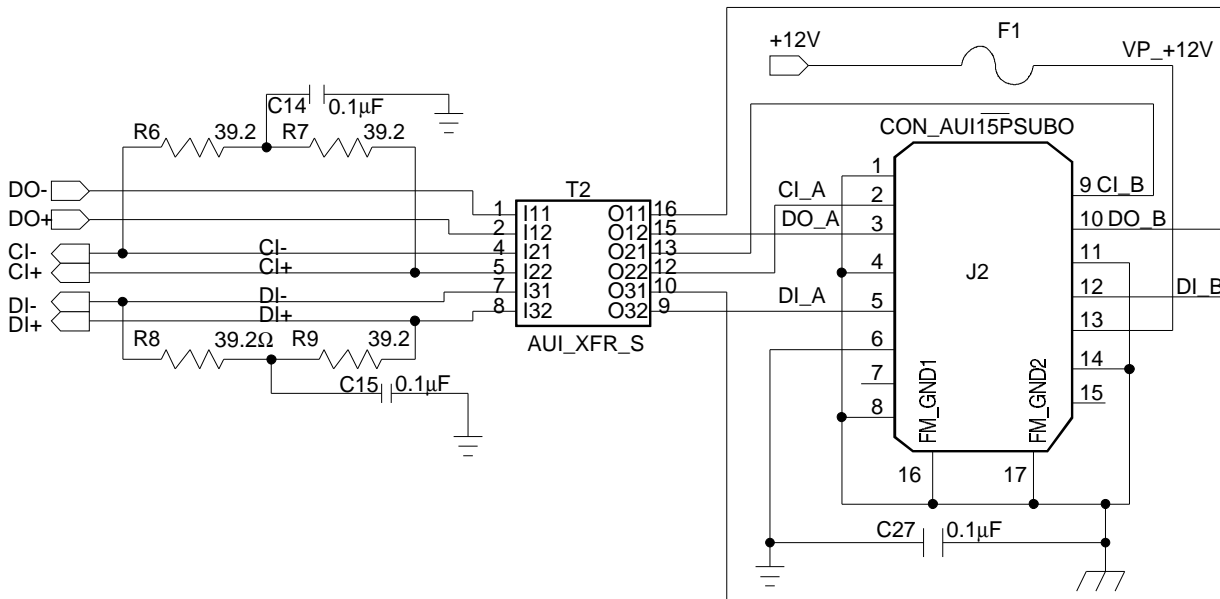 F1
+12V
VP_+12V
C14
0.1μF
R6
39.2
R7
39.2
CON_AUI15PSUBO
DO-
DO+
CI-
CI+
DI-
DI+
CI-
CI+
DI-
DI+
T2
1
2
4
5
7
8
I11
I12
I21
I22
I31
I32
O11
O12
O21
O22
O31
O32
16
15
13
12
10
9
AUI_XFR_S
CI_A
DO_A
DI_A
1
2
3
4
5
6
7
8
J2
FM_GND1
FM_GND2
9
CI_B
10
DO_B
11
12
DI_B
13
14
15
16
17
R8
39.2Ω
R9
39.2
C15
0.1μF
C27
0.1μF